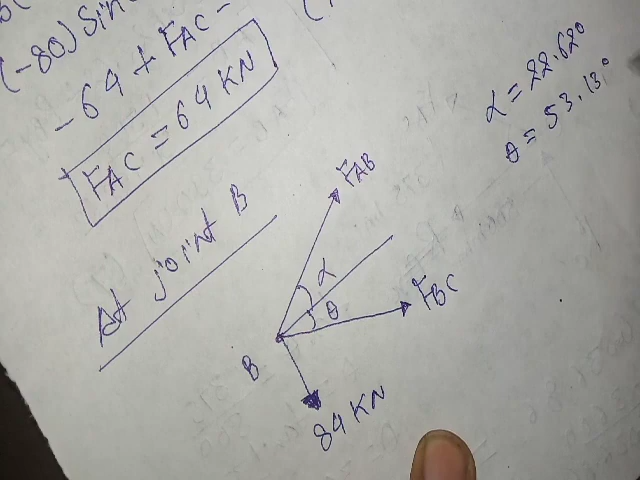 (-80) Sin
-64 + FAC -
FAC = 64 KN
α = 22.62°
θ = 53.13°
At joint B
FAB
α
θ
FBC
B
84 KN